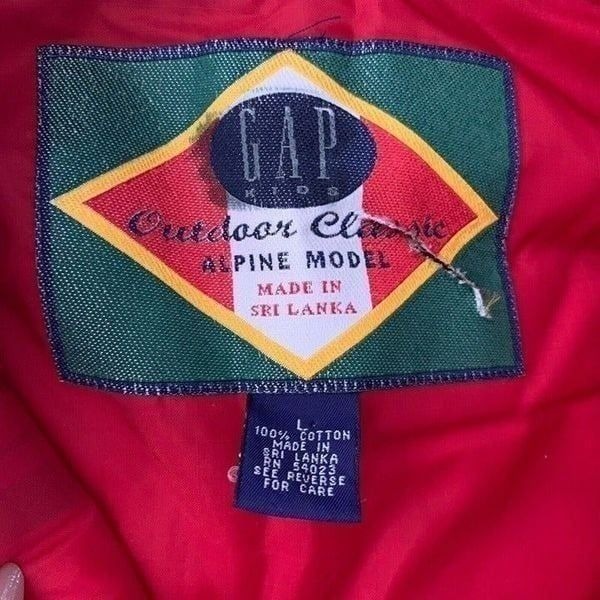 GAP
KIDS
Outdoor Classic
ALPINE MODEL
MADE IN
SRI LANKA
L
100% COTTON
MADE IN
SRI LANKA
RN 54023
SEE REVERSE
FOR CARE